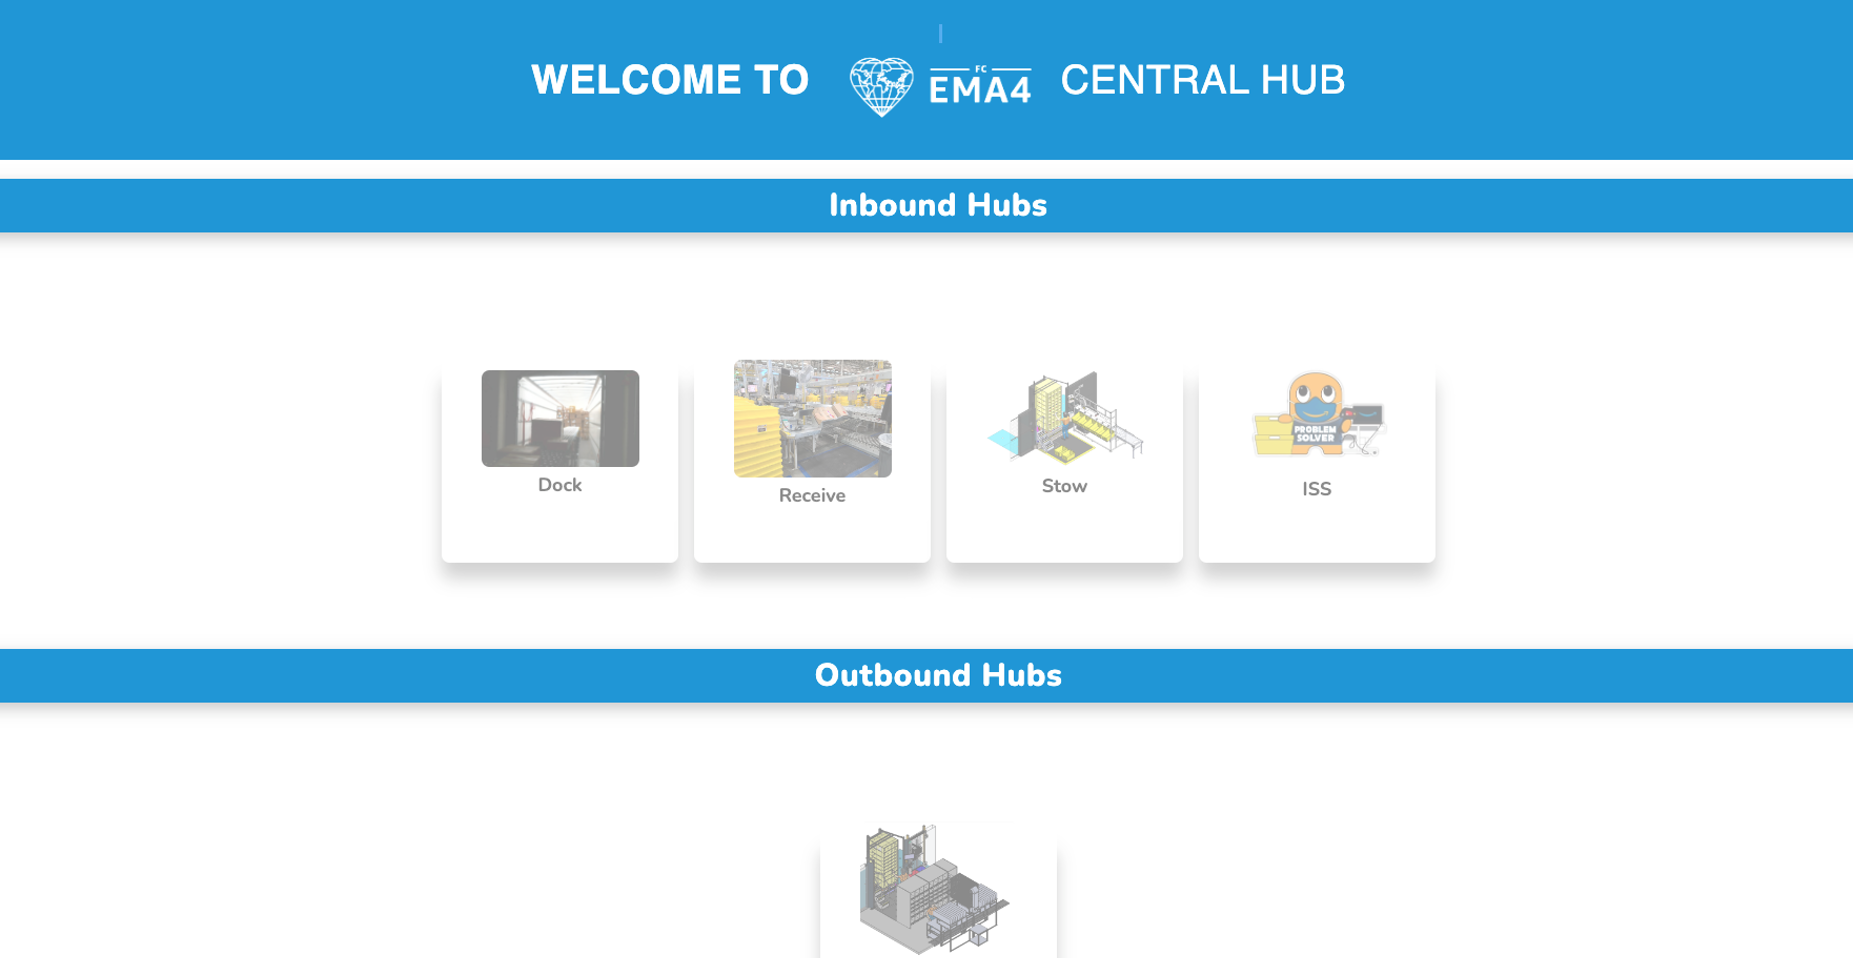 WELCOME TO FC EMA4 CENTRAL HUB
Inbound Hubs
Dock
Receive
Stow
PROBLEM
SOLVER
ISS
Outbound Hubs